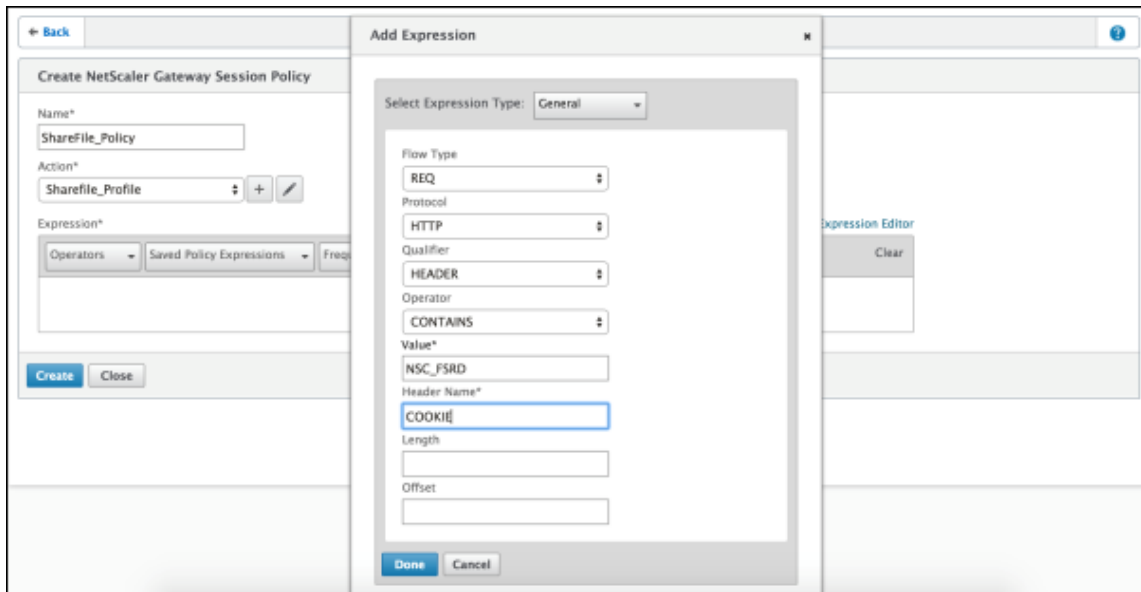 Back
Create NetScaler Gateway Session Policy
Name*
ShareFile_Policy
Action*
Sharefile_Profile
+
Expression*
Operators
Saved Policy Expressions
Frequ
Expression Editor
Clear
Create
Close
Add Expression
Select Expression Type: General
Flow Type
REQ
Protocol
HTTP
Qualifier
HEADER
Operator
CONTAINS
Value*
NSC_FSRD
Header Name*
COOKIE
Length
Offset
Done
Cancel
?